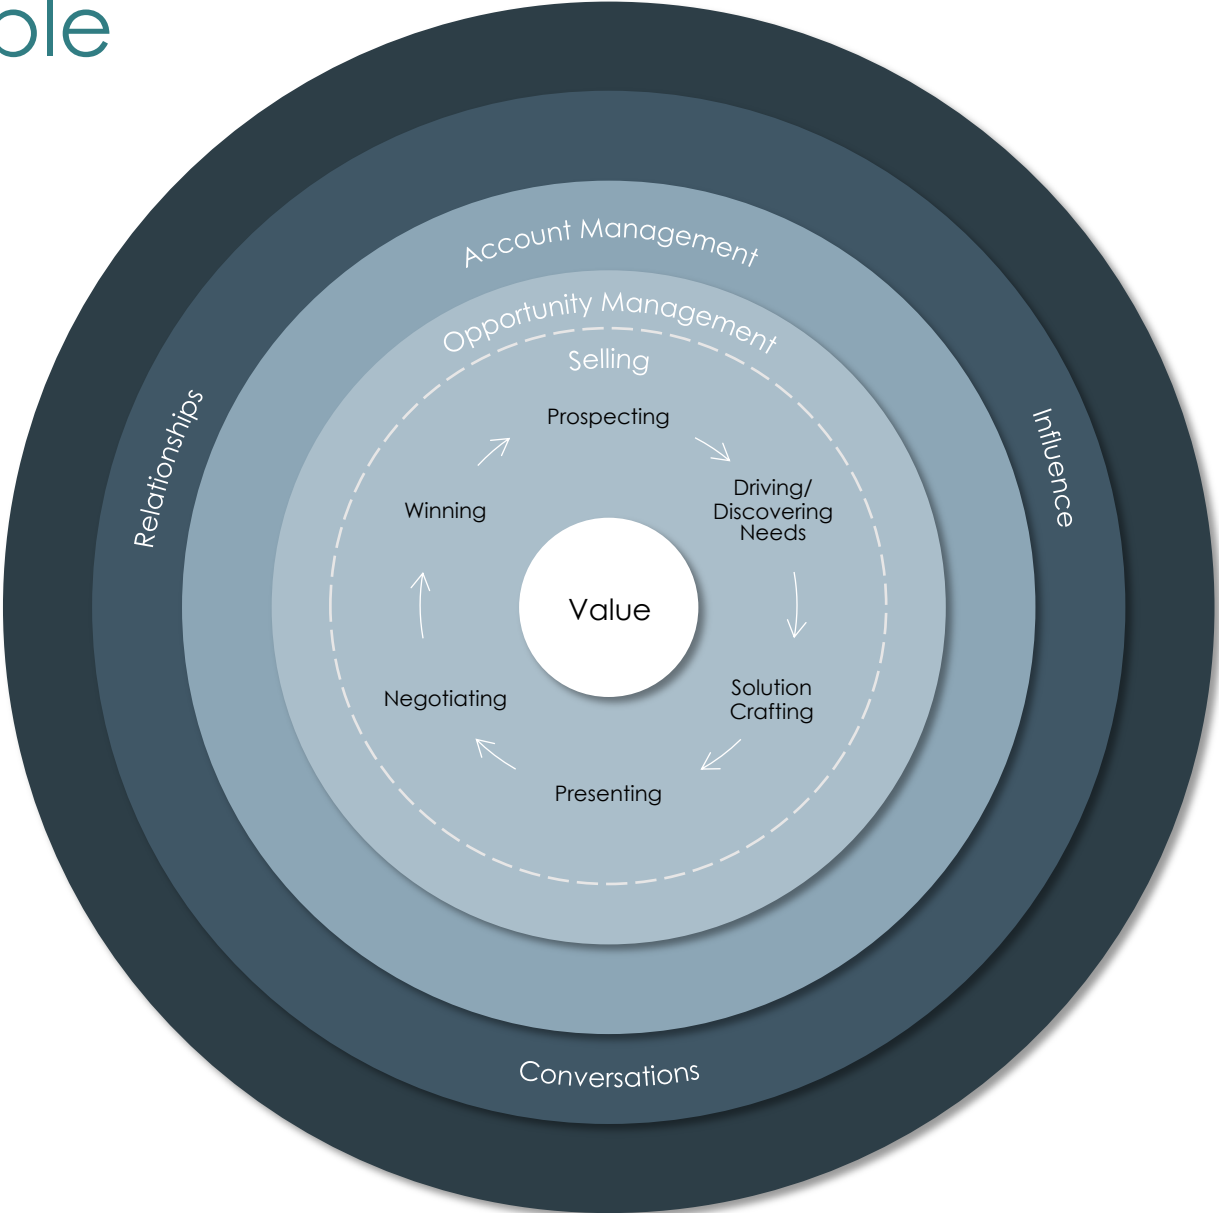 ple
Account Management
Opportunity Management
Selling
Prospecting
Driving/
Discovering
Needs
Solution
Crafting
Presenting
Negotiating
Winning
Value
Relationships
Influence
Conversations